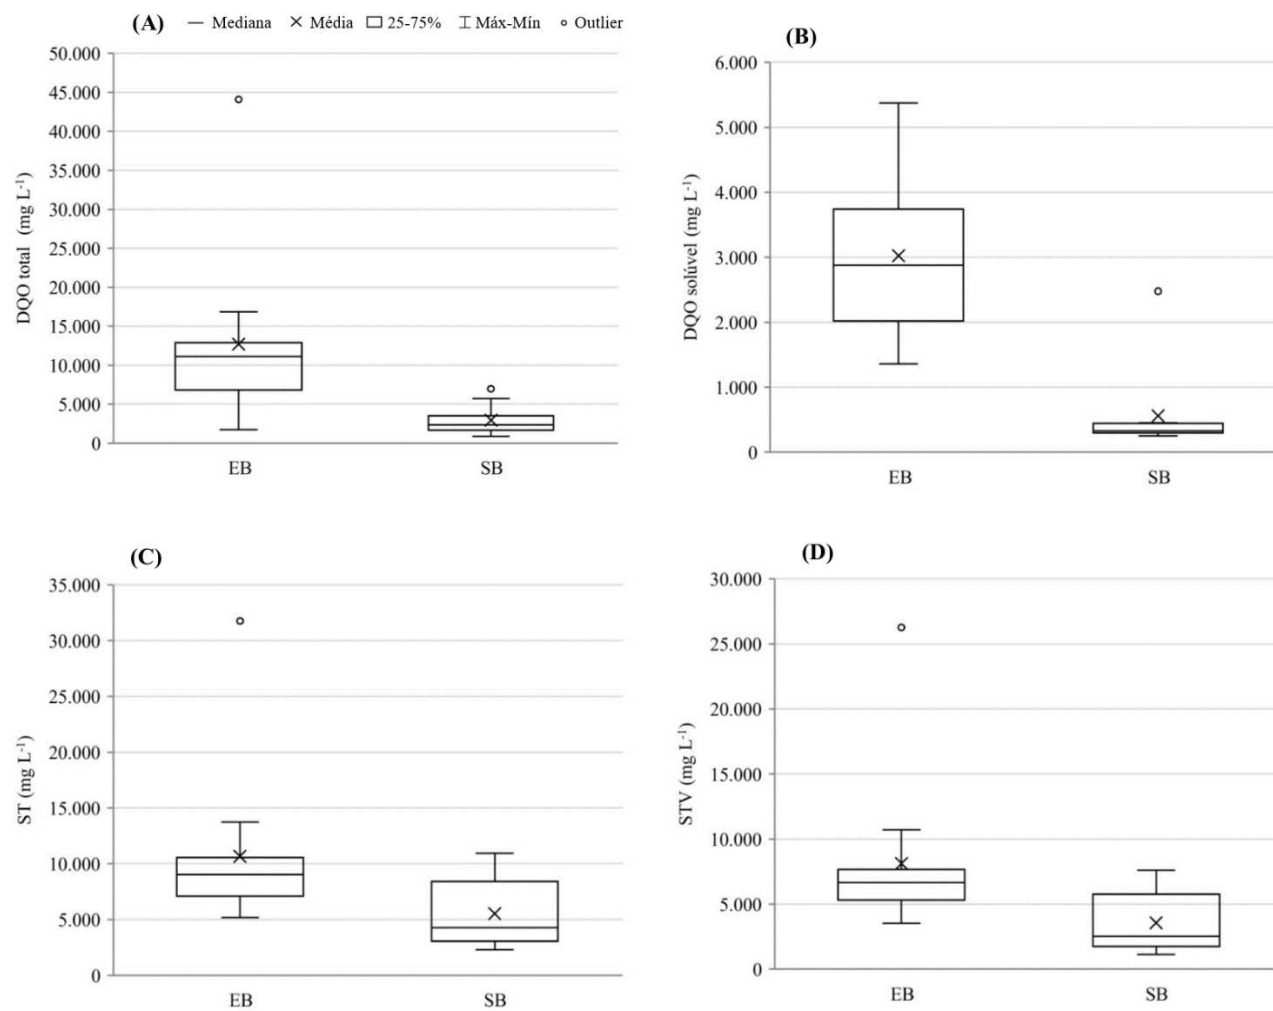 (A) Mediana Média 25-75% Máx-Mín Outlier
50.000
45.000
40.000
35.000
30.000
25.000
20.000
15.000
10.000
5.000
0
DQO total (mg L-1)
EB SB
(B)
6.000
5.000
4.000
3.000
2.000
1.000
0
DQO solúvel (mg L-1)
EB SB
(C)
35.000
30.000
25.000
20.000
15.000
10.000
5.000
0
ST (mg L-1)
EB SB
(D)
30.000
25.000
20.000
15.000
10.000
5.000
0
STV (mg L-1)
EB SB